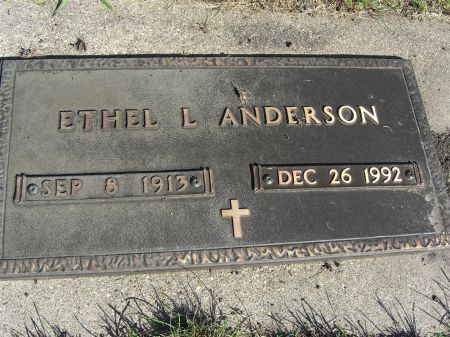 ETHEL L ANDERSON
SEP 8 1913 DEC 26 1992